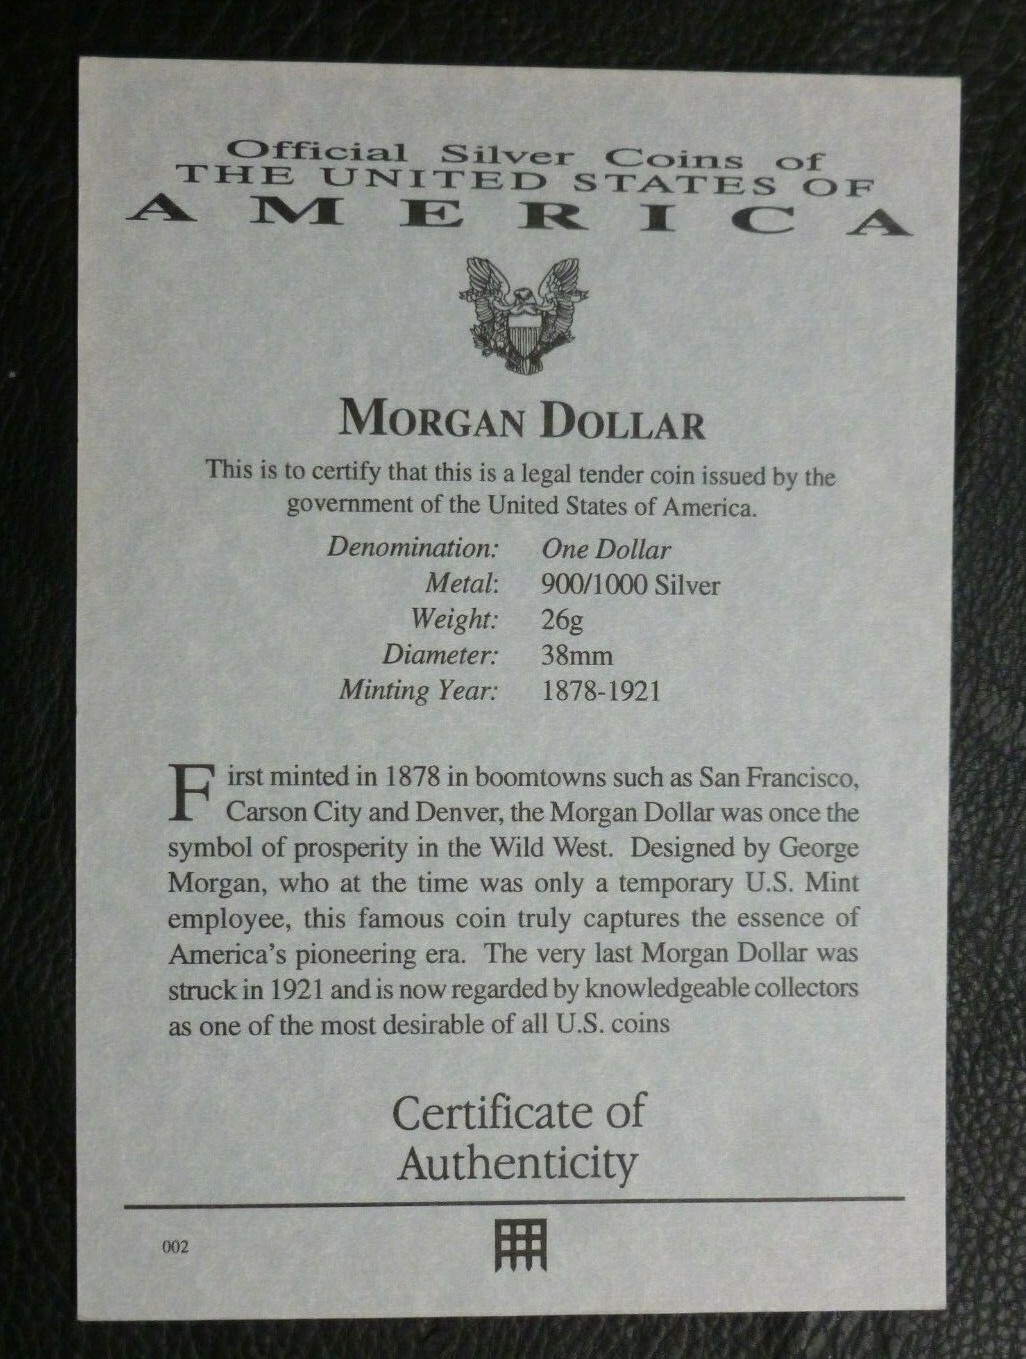 Official Silver Coins of
THE UNITED STATES OF
AMERICA
MORGAN DOLLAR
This is to certify that this is a legal tender coin issued by the
government of the United States of America.
Denomination: One Dollar
Metal: 900/1000 Silver
Weight: 26g
Diameter: 38mm
Minting Year: 1878-1921
First minted in 1878 in boomtowns such as San Francisco,
Carson City and Denver, the Morgan Dollar was once the
symbol of prosperity in the Wild West. Designed by George
Morgan, who at the time was only a temporary U.S. Mint
employee, this famous coin truly captures the essence of
America's pioneering era. The very last Morgan Dollar was
struck in 1921 and is now regarded by knowledgeable collectors
as one of the most desirable of all U.S. coins
Certificate of
Authenticity
002